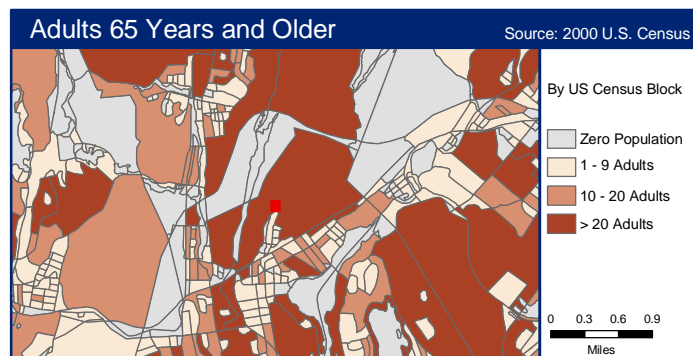 Adults 65 Years and Older
Source: 2000 U.S. Census
By US Census Block
Zero Population
1 - 9 Adults
10 - 20 Adults
> 20 Adults
0 0.3 0.6 0.9
Miles